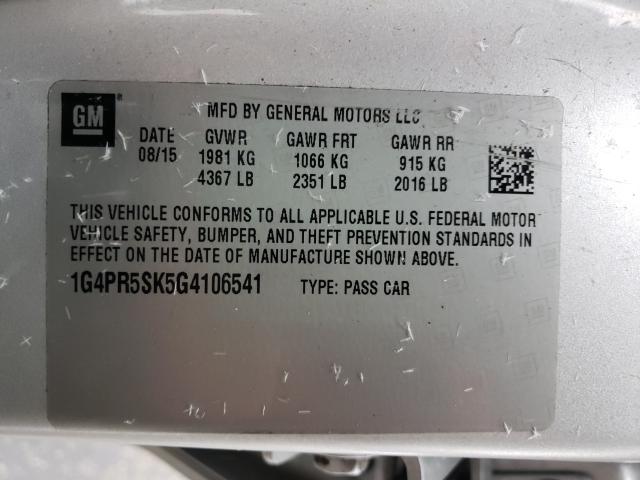 GM®
MFD BY GENERAL MOTORS LLC
DATE GVWR GAWR FRT GAWR RR
08/15 1981 KG 1066 KG 915 KG
4367 LB 2351 LB 2016 LB
THIS VEHICLE CONFORMS TO ALL APPLICABLE U.S. FEDERAL MOTOR
VEHICLE SAFETY, BUMPER, AND THEFT PREVENTION STANDARDS IN
EFFECT ON THE DATE OF MANUFACTURE SHOWN ABOVE.
1G4PR5SK5G4106541 TYPE: PASS CAR